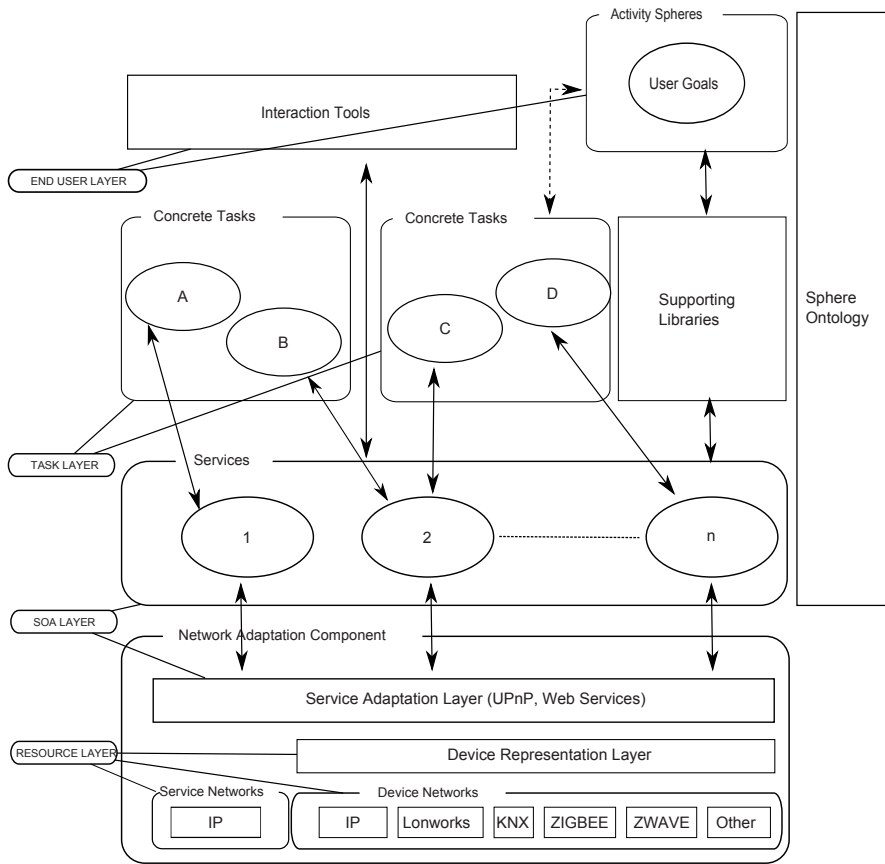 Activity Spheres
User Goals
Interaction Tools
END USER LAYER
Concrete Tasks
Concrete Tasks
A
B
C
D
Supporting
Libraries
Sphere
Ontology
TASK LAYER
Services
1
2
n
SOA LAYER
Network Adaptation Component
Service Adaptation Layer (UPnP, Web Services)
RESOURCE LAYER
Device Representation Layer
Service Networks
Device Networks
IP
IP
Lonworks
KNX
ZIGBEE
ZWAVE
Other